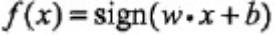 f(x) = sign(w•x+b)